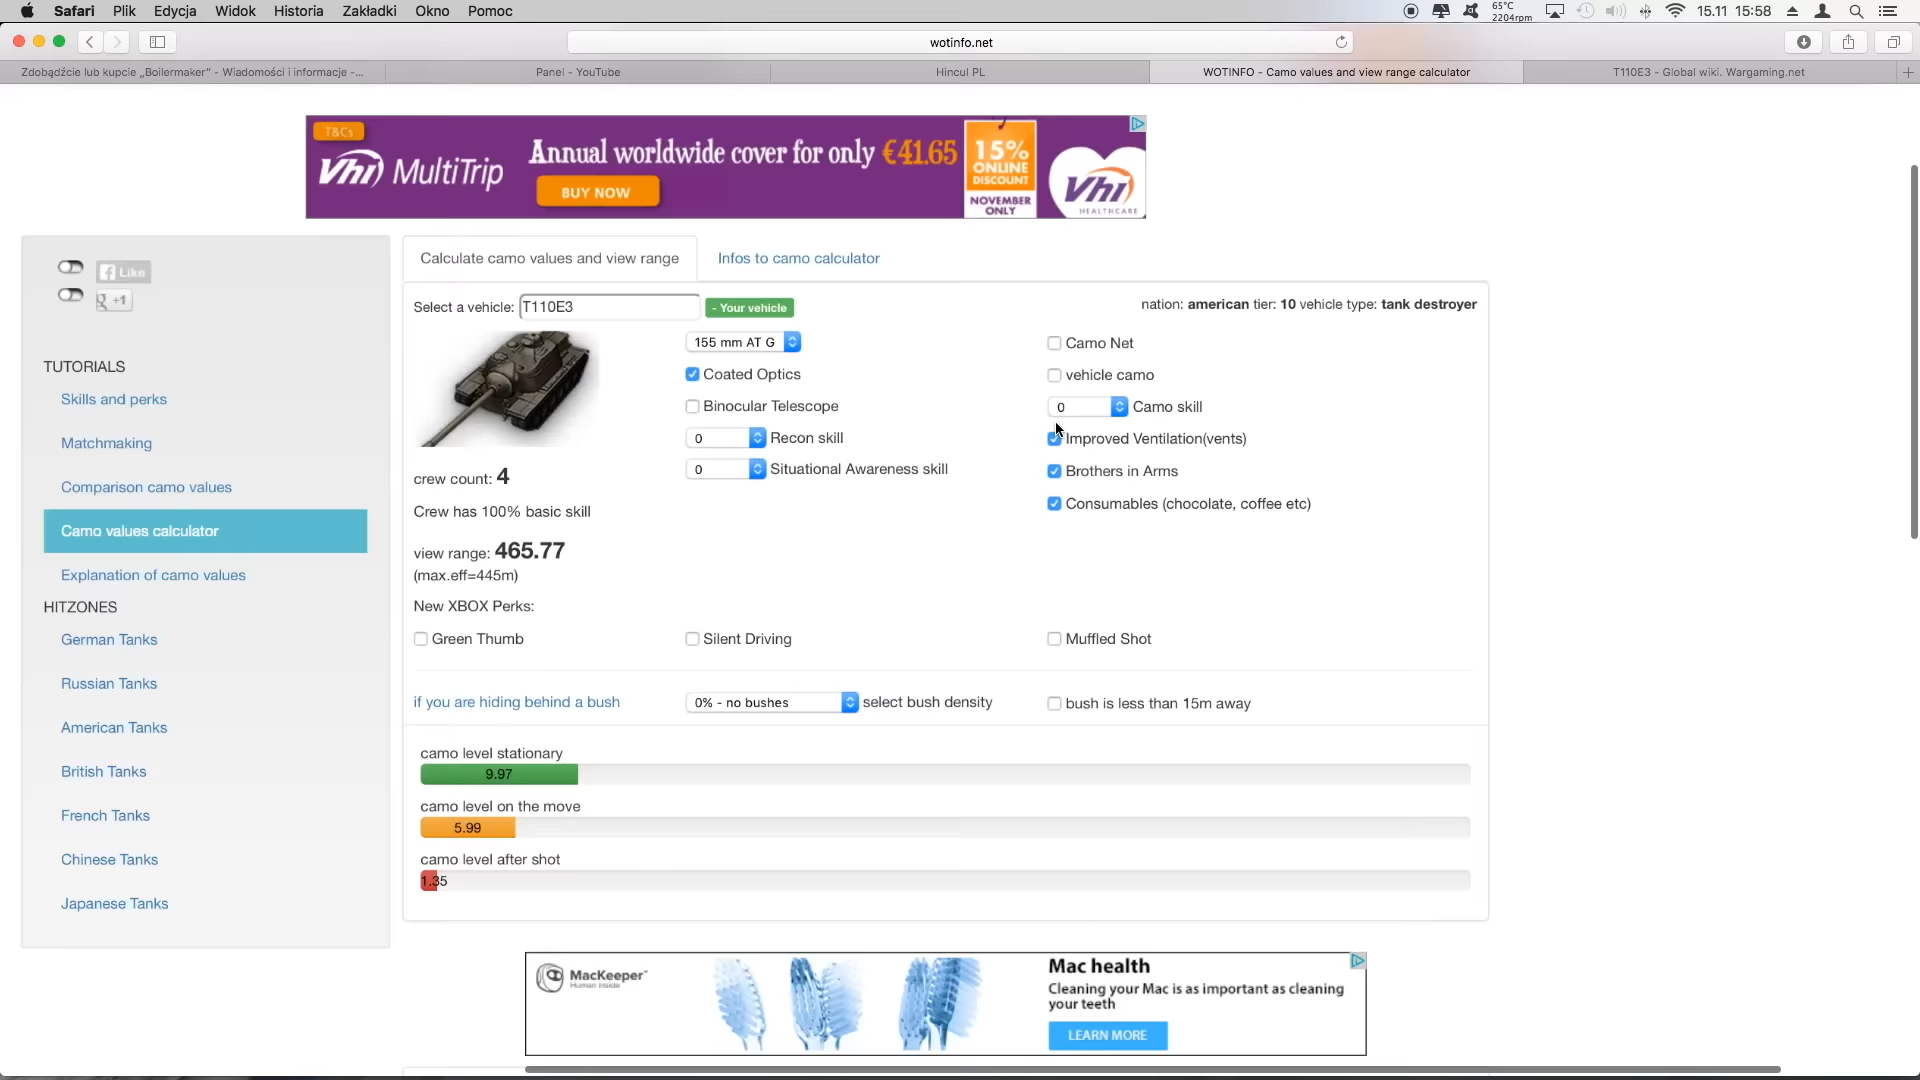 Safari Plik Edycja Widok Historia Zakładki Okno Pomoc
65°C
2204rpm
15.11 15:58
wotinfo.net
Zdobądźcie lub kupcie „Boilermaker" - Wiadomości i informacje -...
Panel - YouTube
Hincul PL
WOTINFO - Camo values and view range calculator
T110E3 - Global wiki. Wargaming.net
T&Cs
Vhi MultiTrip
Annual worldwide cover for only €41.65
BUY NOW
15%
ONLINE
DISCOUNT
NOVEMBER
ONLY
Vhi
HEALTHCARE
Like
+1
TUTORIALS
Skills and perks
Matchmaking
Comparison camo values
Camo values calculator
Explanation of camo values
HITZONES
German Tanks
Russian Tanks
American Tanks
British Tanks
French Tanks
Chinese Tanks
Japanese Tanks
Calculate camo values and view range
Infos to camo calculator
Select a vehicle: T110E3 - Your vehicle
nation: american tier: 10 vehicle type: tank destroyer
155 mm AT G
Camo Net
Coated Optics
vehicle camo
Binocular Telescope
0 Camo skill
0 Recon skill
Improved Ventilation(vents)
0 Situational Awareness skill
Brothers in Arms
crew count: 4
Consumables (chocolate, coffee etc)
Crew has 100% basic skill
view range: 465.77
(max.eff=445m)
New XBOX Perks:
Green Thumb
Silent Driving
Muffled Shot
if you are hiding behind a bush
0% - no bushes select bush density
bush is less than 15m away
camo level stationary
9.97
camo level on the move
5.99
camo level after shot
1.35
MacKeeper™
Human inside
Mac health
Cleaning your Mac is as important as cleaning
your teeth
LEARN MORE